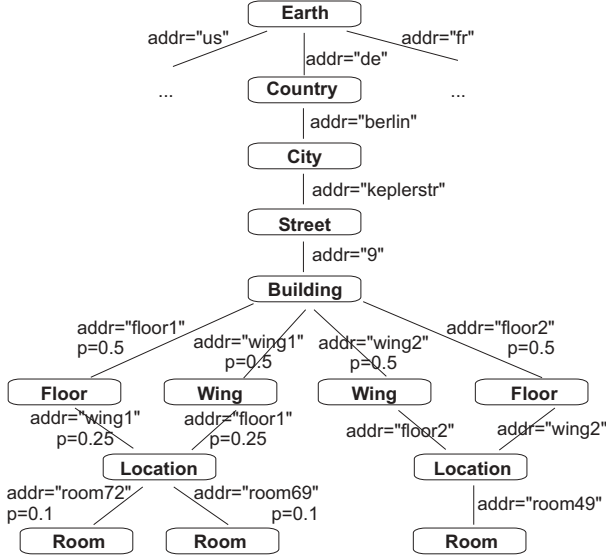 Earth
addr="us"
addr="de"
addr="fr"
...
Country
...
addr="berlin"
City
addr="keplerstr"
Street
addr="9"
Building
addr="floor1"
p=0.5
addr="wing1"
p=0.5
addr="wing2"
p=0.5
addr="floor2"
p=0.5
Floor
Wing
Wing
Floor
addr="wing1"
p=0.25
addr="floor1"
p=0.25
addr="floor2"
addr="wing2"
Location
Location
addr="room72"
p=0.1
addr="room69"
p=0.1
addr="room49"
Room
Room
Room